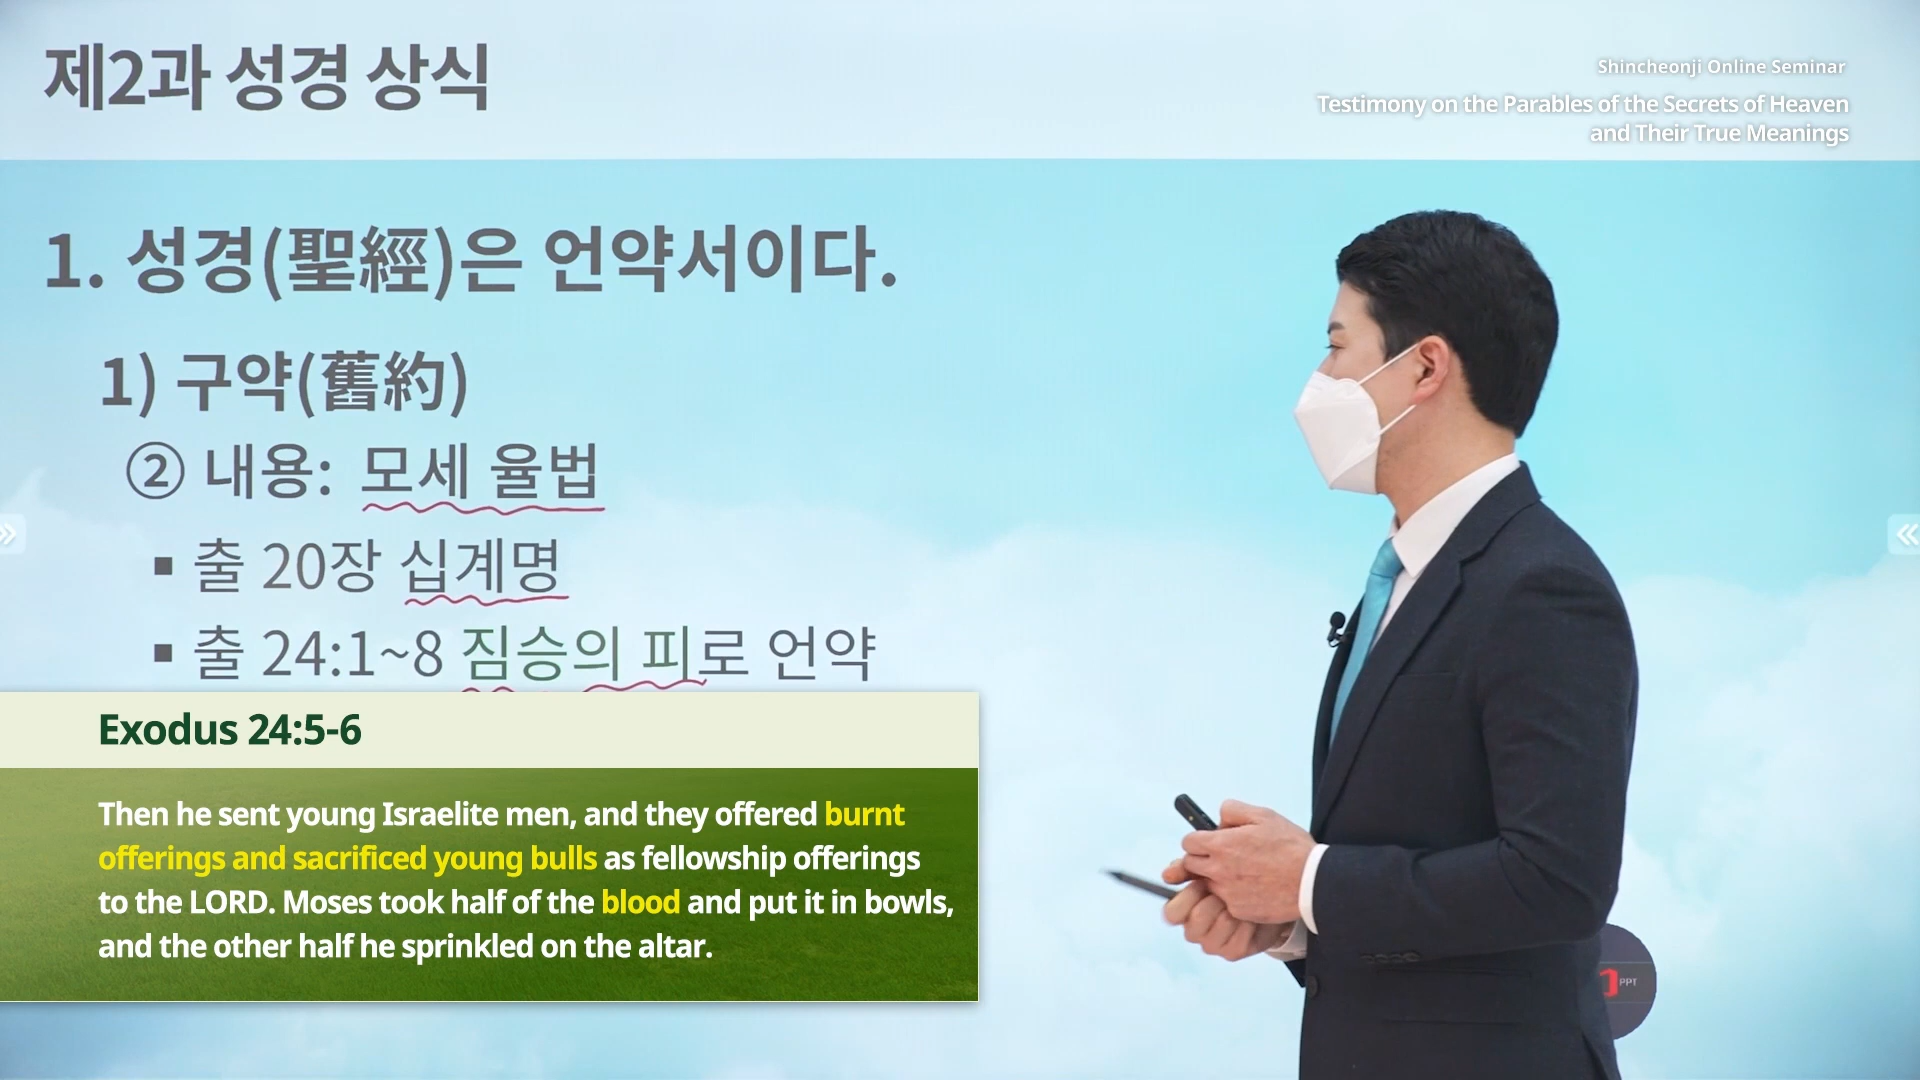 제2과 성경 상식
Shincheonji Online Seminar
Testimony on the Parables of the Secrets of Heaven
and Their True Meanings
1. 성경(聖經)은 언약서이다.
1) 구약(舊約)
② 내용: 모세 율법
▪ 출 20장 십계명
▪ 출 24:1~8 짐승의 피로 언약
Exodus 24:5-6
Then he sent young Israelite men, and they offered burnt
offerings and sacrificed young bulls as fellowship offerings
to the LORD. Moses took half of the blood and put it in bowls,
and the other half he sprinkled on the altar.
PPT